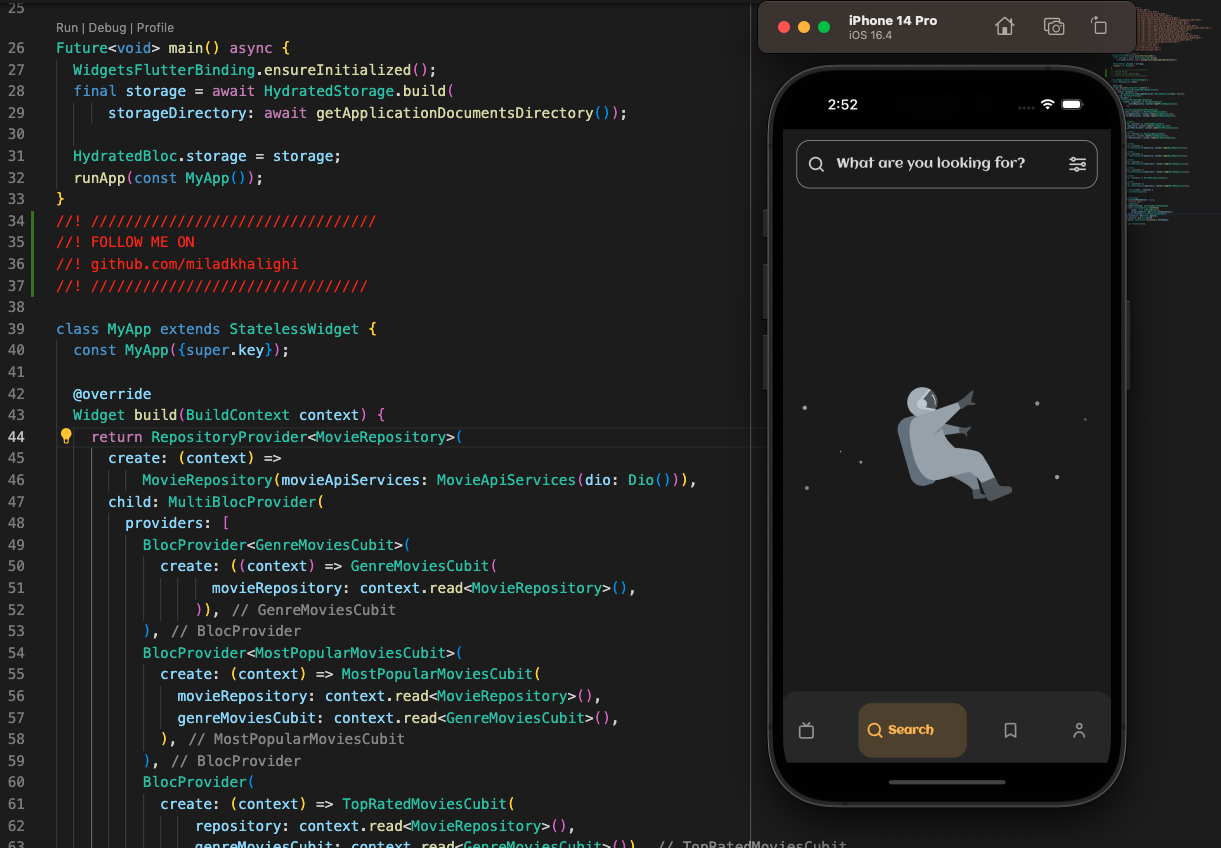 25
Run | Debug | Profile
26 Future<void> main() async {
27 WidgetsFlutterBinding.ensureInitialized();
28 final storage = await HydratedStorage.build(
29 storageDirectory: await getApplicationDocumentsDirectory());
30
31 HydratedBloc.storage = storage;
32 runApp(const MyApp());
33 }
34 //! /////////////////////////////////
35 //! FOLLOW ME ON
36 //! github.com/miladkhalighi
37 //! ////////////////////////////////
38
39 class MyApp extends StatelessWidget {
40 const MyApp({super.key});
41
42 @override
43 Widget build(BuildContext context) {
44 return RepositoryProvider<MovieRepository>(
45 create: (context) =>
46 MovieRepository(movieApiServices: MovieApiServices(dio: Dio())),
47 child: MultiBlocProvider(
48 providers: [
49 BlocProvider<GenreMoviesCubit>(
50 create: ((context) => GenreMoviesCubit(
51 movieRepository: context.read<MovieRepository>(),
52 )), // GenreMoviesCubit
53 ), // BlocProvider
54 BlocProvider<MostPopularMoviesCubit>(
55 create: (context) => MostPopularMoviesCubit(
56 movieRepository: context.read<MovieRepository>(),
57 genreMoviesCubit: context.read<GenreMoviesCubit>(),
58 ), // MostPopularMoviesCubit
59 ), // BlocProvider
60 BlocProvider(
61 create: (context) => TopRatedMoviesCubit(
62 repository: context.read<MovieRepository>(),
63 genreMoviesCubit: context.read<GenreMoviesCubit>()), // TopRatedMoviesCubit
iPhone 14 Pro
iOS 16.4
2:52
What are you looking for?
Search